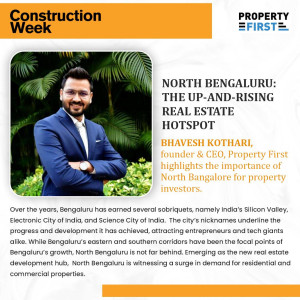 Construction
Week
PROPERTY
FIRST
NORTH BENGALURU:
THE UP-AND-RISING
REAL ESTATE
HOTSPOT
BHAVESH KOTHARI,
founder & CEO, Property First
highlights the importance of
North Bangalore for property
investors.
Over the years, Bengaluru has earned several sobriquets, namely India's Silicon Valley,
Electronic City of India, and Science City of India. The city's nicknames underline the
progress and development it has achieved, attracting entrepreneurs and tech giants
alike. While Bengaluru's eastern and southern corridors have been the focal points of
Bengaluru's growth, North Bengaluru is not far behind. Emerging as the new real estate
development hub, North Bengaluru is witnessing a surge in demand for residential and
commercial properties.